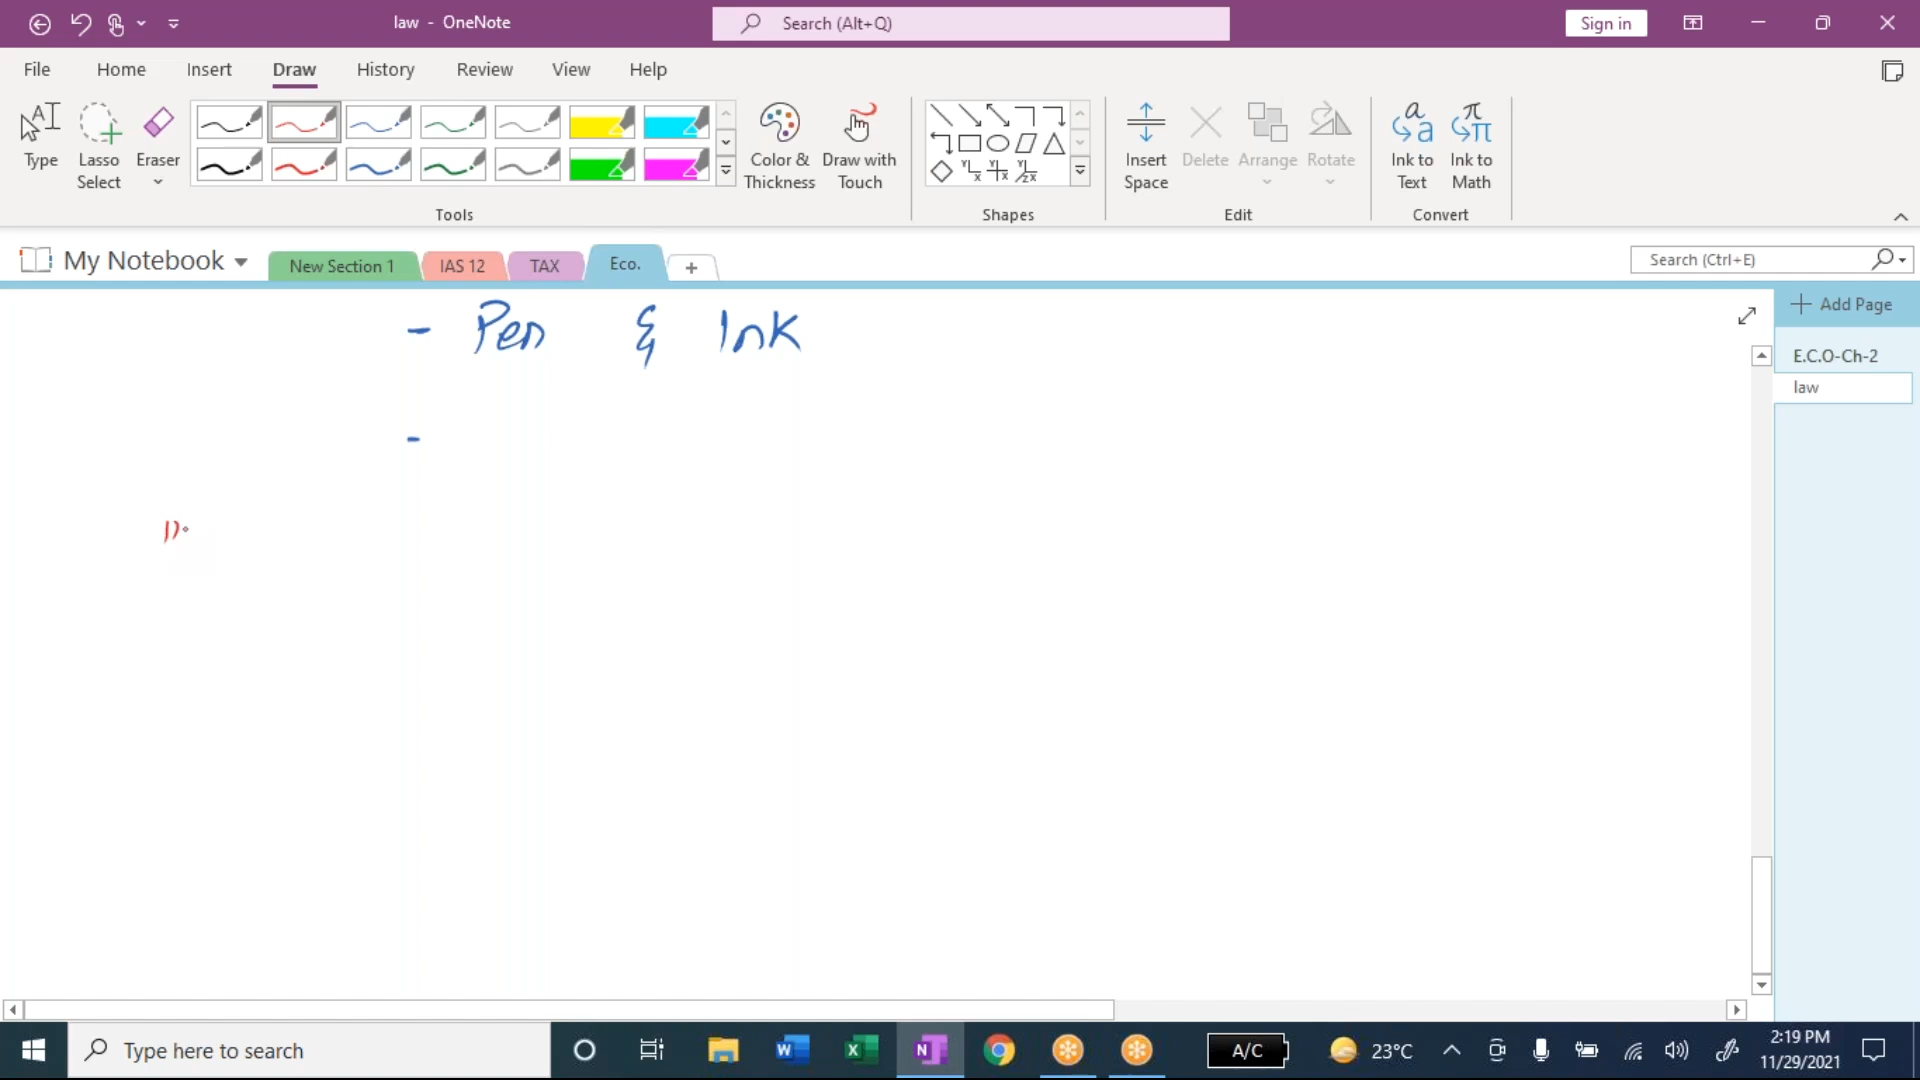 law - OneNote
Search (Alt+Q)
Sign in
File Home Insert Draw History Review View Help
Type
Lasso Select
Eraser
Color & Thickness
Draw with Touch
Insert Space
Delete
Arrange
Rotate
Ink to Text
Ink to Math
Tools
Shapes
Edit
Convert
My Notebook
New Section 1
IAS 12
TAX
Eco.
Search (Ctrl+E)
- Pen & Ink
-
Add Page
E.C.O-Ch-2
law
Type here to search
A/C
23°C
2:19 PM
11/29/2021